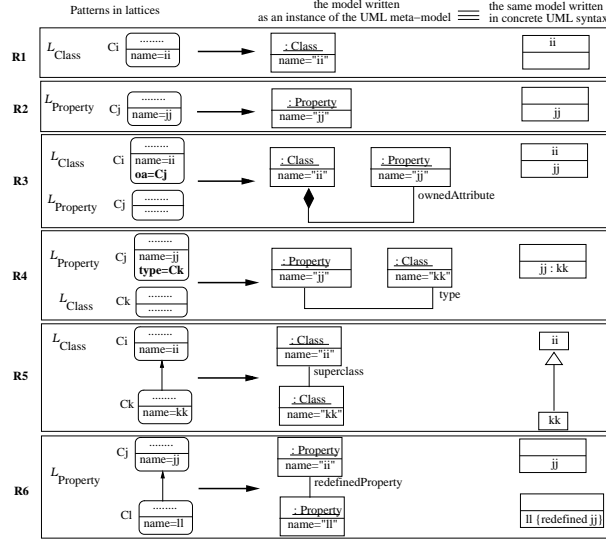 Patterns in lattices
the model written
as an instance of the UML meta-model
the same model written
in concrete UML syntax
R1
L Class
Ci
........
name=ii
: Class
name="ii"
ii
R2
L Property
Cj
........
name=jj
: Property
name="jj"
jj
R3
L Class
Ci
........
name=ii
oa=Cj
L Property
Cj
........
........
: Class
name="ii"
: Property
name="jj"
ownedAttribute
ii
jj
R4
L Property
Cj
........
name=jj
type=Ck
L Class
Ck
........
........
: Property
name="jj"
: Class
name="kk"
type
jj : kk
R5
L Class
Ci
........
name=ii
Ck
........
name=kk
: Class
name="ii"
superclass
: Class
name="kk"
ii
kk
R6
L Property
Cj
........
name=jj
Cl
........
name=ll
: Property
name="ii"
redefinedProperty
: Property
name="ll"
jj
ll {redefined jj}